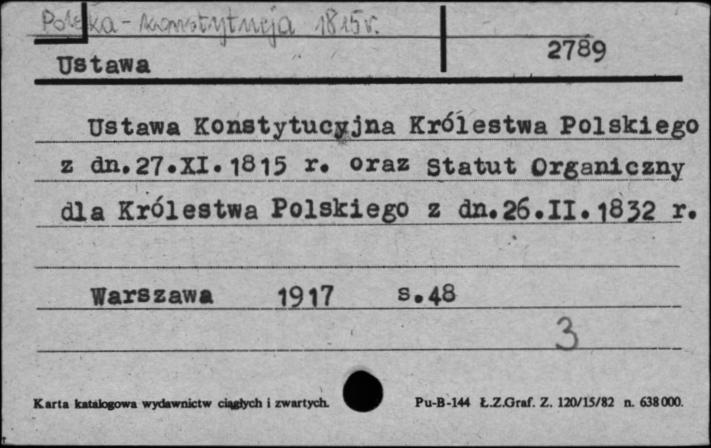 Polska - Konstytucja 1815 r.
2789
Ustawa
Ustawa Konstytucyjna Królestwa Polskiego
z dn.27.XI.1815 r. oraz Statut Organiczny
dla Królestwa Polskiego z dn.26.II.1832 r.
Warszawa 1917 s.48
3
Karta katalogowa wydawnictw ciągłych i zwartych. Pu-B-144 Ł.Z.Graf. Z. 120/15/82 n. 638000.